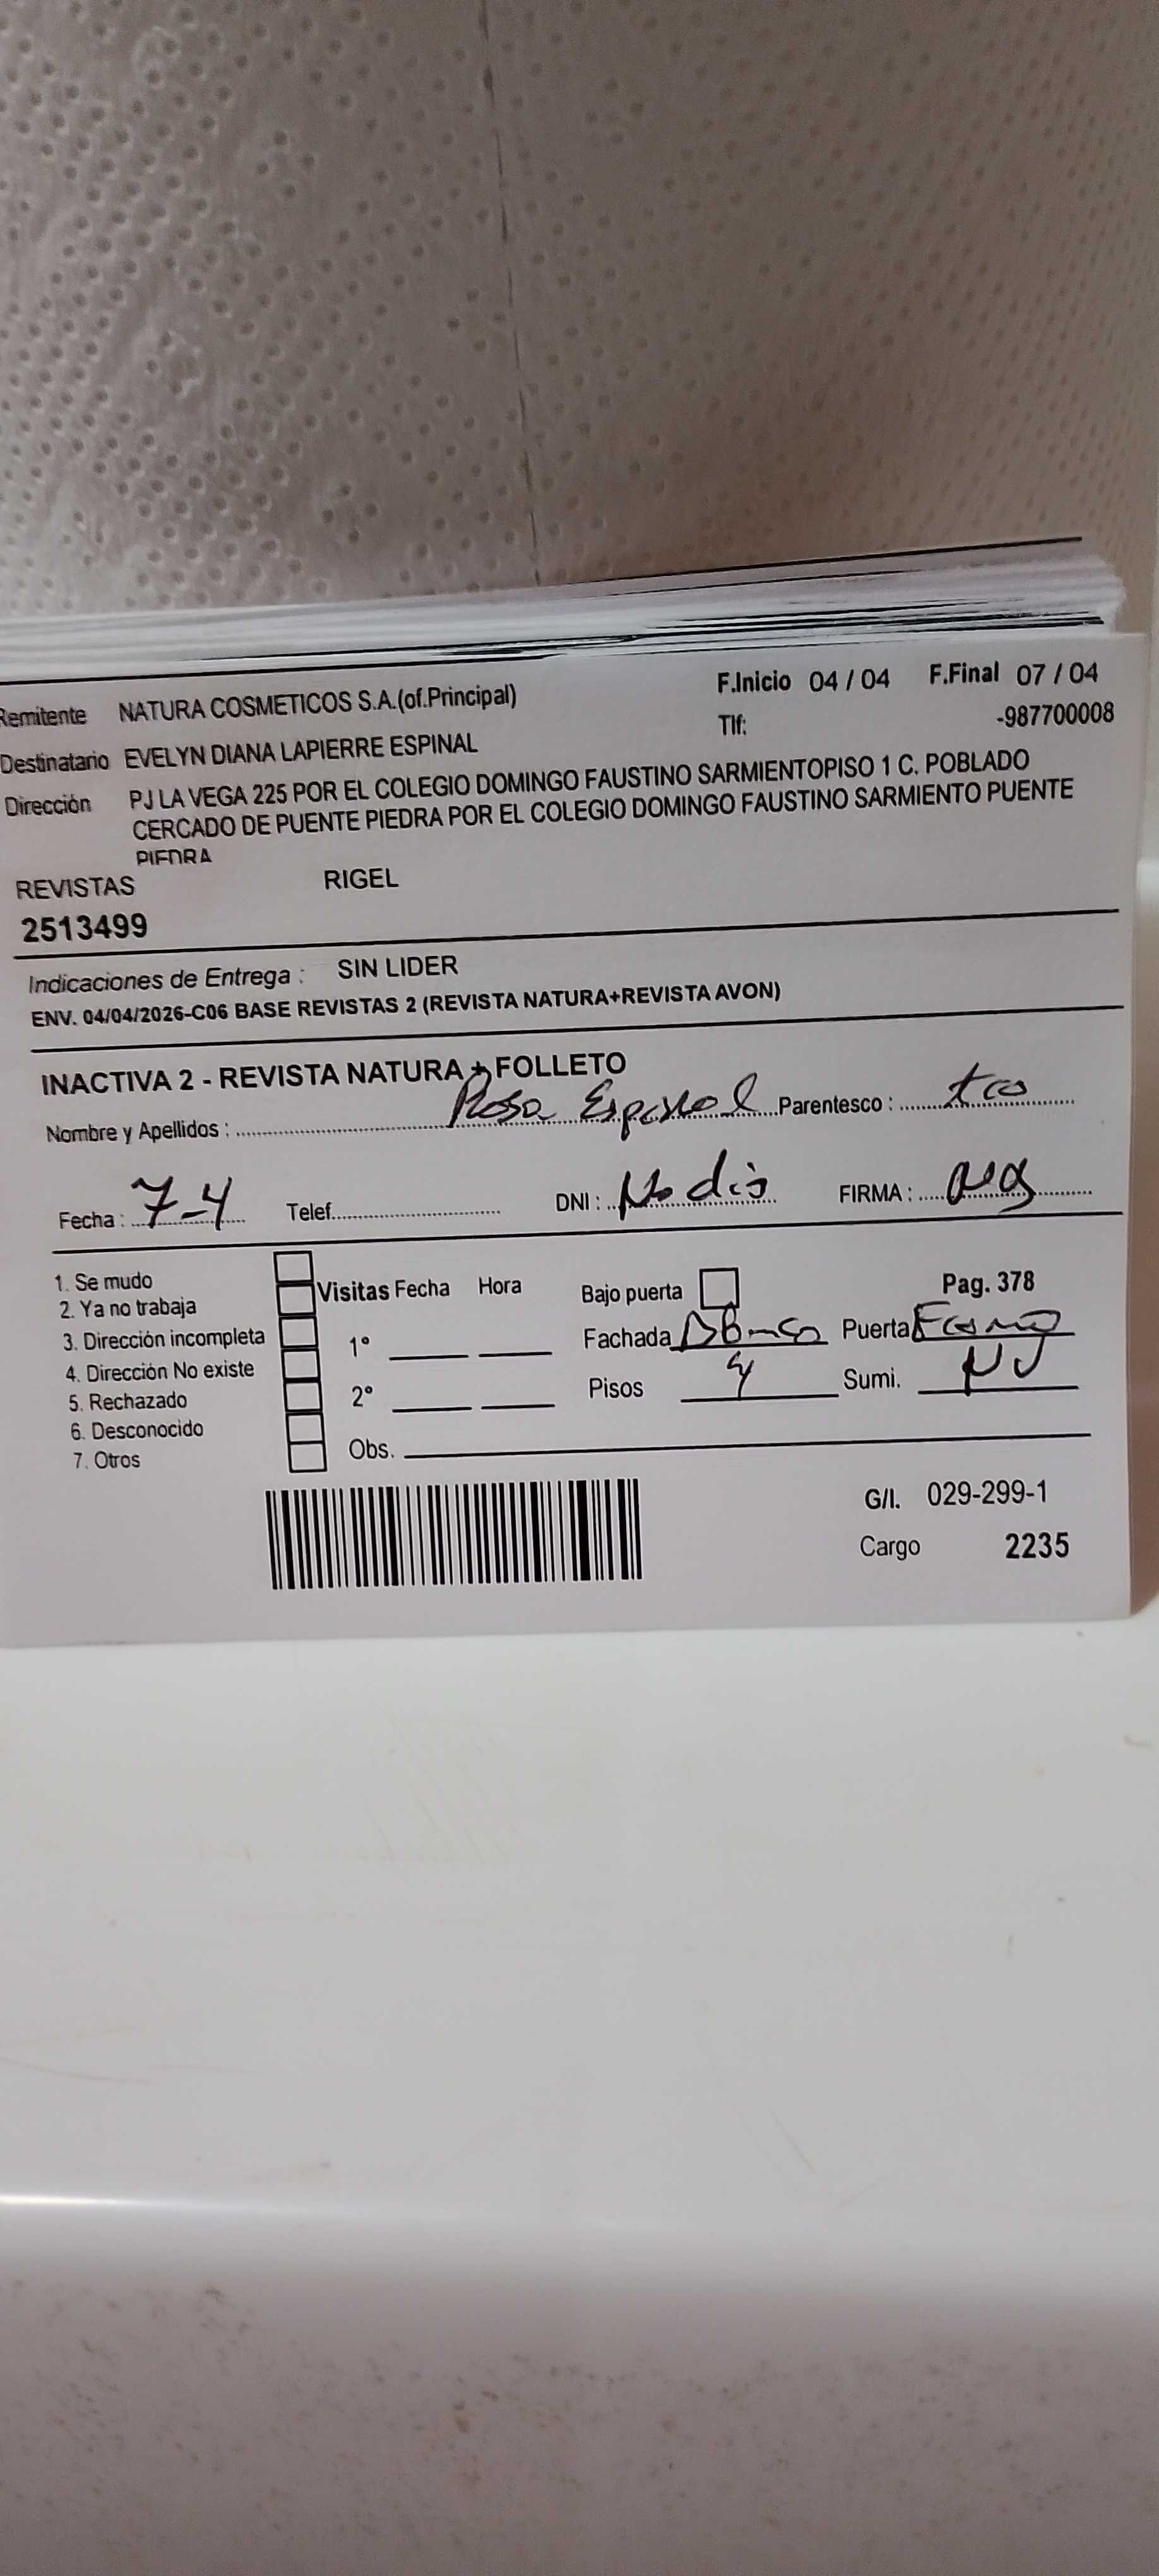 Remitente NATURA COSMETICOS S.A.(of.Principal) F.Inicio 04 / 04 F.Final 07 / 04
Tlf: -987700008
Destinatario EVELYN DIANA LAPIERRE ESPINAL
Dirección PJ LA VEGA 225 POR EL COLEGIO DOMINGO FAUSTINO SARMIENTOPISO 1 C. POBLADO
CERCADO DE PUENTE PIEDRA POR EL COLEGIO DOMINGO FAUSTINO SARMIENTO PUENTE
PIEDRA
REVISTAS RIGEL
2513499
Indicaciones de Entrega : SIN LIDER
ENV. 04/04/2026-C06 BASE REVISTAS 2 (REVISTA NATURA+REVISTA AVON)
INACTIVA 2 - REVISTA NATURA + FOLLETO
Nombre y Apellidos : Rosa Espinal Parentesco :
Fecha : 7-4 Telef. DNI : No dio FIRMA :
1. Se mudo
2. Ya no trabaja
3. Dirección incompleta
4. Dirección No existe
5. Rechazado
6. Desconocido
7. Otros
Visitas Fecha Hora
1°
2°
Obs.
Bajo puerta Pag. 378
Fachada Puerta
Pisos 4 Sumi.
G/I. 029-299-1
Cargo 2235